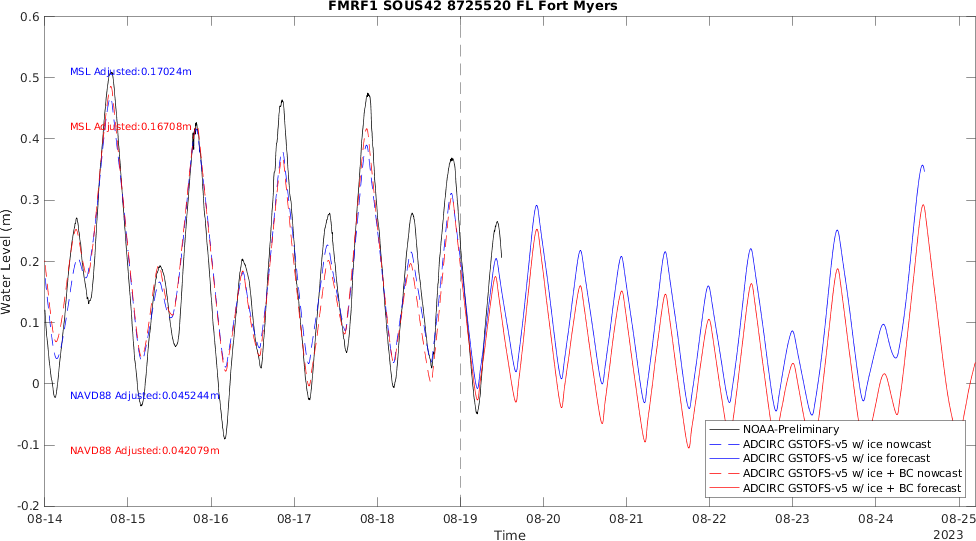 FMRF1 SOUS42 8725520 FL Fort Myers
0.6
0.5
0.4
0.3
0.2
0.1
0
-0.1
-0.2
Water Level (m)
MSL Adjusted:0.17024m
MSL Adjusted:0.16708m
NAVD88 Adjusted:0.045244m
NAVD88 Adjusted:0.042079m
NOAA-Preliminary
ADCIRC GSTOFS-v5 w/ ice nowcast
ADCIRC GSTOFS-v5 w/ ice forecast
ADCIRC GSTOFS-v5 w/ ice + BC nowcast
ADCIRC GSTOFS-v5 w/ ice + BC forecast
08-14 08-15 08-16 08-17 08-18 08-19 08-20 08-21 08-22 08-23 08-24 08-25
Time
2023